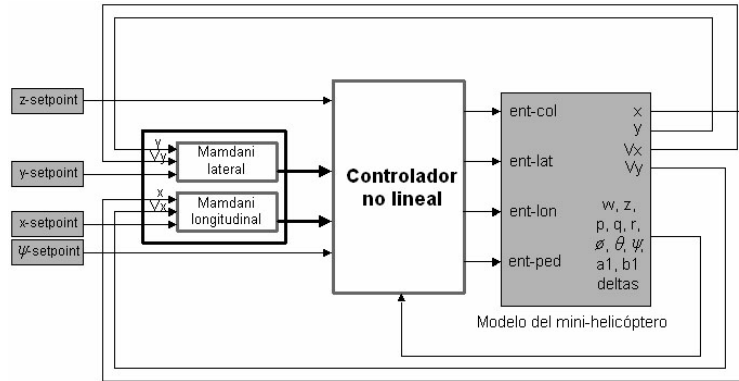 z-setpoint
y-setpoint
x-setpoint
ψ-setpoint
y
Vy
Mamdani
lateral
x
Vx
Mamdani
longitudinal
Controlador
no lineal
ent-col
ent-lat
ent-lon
ent-ped
x
y
Vx
Vy
w, z,
p, q, r,
ø, θ, ψ,
a1, b1
deltas
Modelo del mini-helicóptero